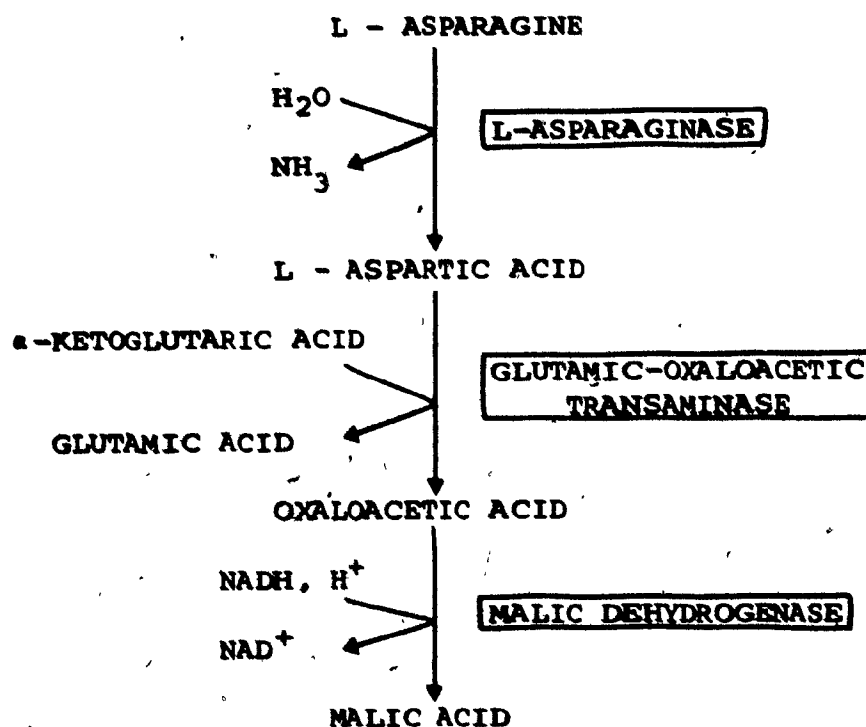 L - ASPARAGINE
H₂O
L-ASPARAGINASE
NH₃
L - ASPARTIC ACID
α-KETOGLUTARIC ACID
GLUTAMIC-OXALOACETIC
TRANSAMINASE
GLUTAMIC ACID
OXALOACETIC ACID
NADH, H⁺
MALIC DEHYDROGENASE
NAD⁺
MALIC ACID